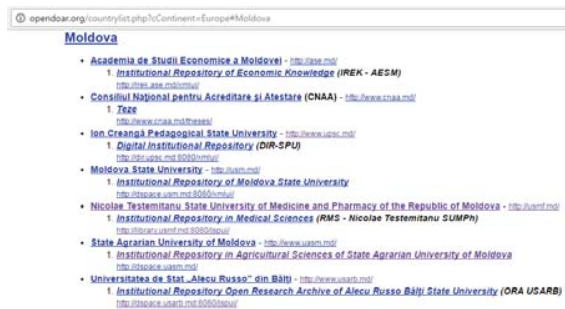 opendoar.org/countrylist.php?cContinent=Europe#Moldova
Moldova
• Academia de Studii Economice a Moldovei - http://ase.md/
1. Institutional Repository of Economic Knowledge (IREK - AESM)
http://irek.ase.md/xmlui/
• Consiliul Naţional pentru Acreditare şi Atestare (CNAA) - http://www.cnaa.md/
1. Teze
http://www.cnaa.md/theses/
• Ion Creangă Pedagogical State University - http://www.upsc.md/
1. Digital Institutional Repository (DIR-SPU)
http://dir.upsc.md:8080/xmlui/
• Moldova State University - http://usm.md/
1. Institutional Repository of Moldova State University
http://dspace.usm.md:8080/xmlui/
• Nicolae Testemitanu State University of Medicine and Pharmacy of the Republic of Moldova - http://usmf.md/
1. Institutional Repository in Medical Sciences (RMS - Nicolae Testemitanu SUMPh)
http://library.usmf.md:8080/jspui/
• State Agrarian University of Moldova - http://www.uasm.md/
1. Institutional Repository in Agricultural Sciences of State Agrarian University of Moldova
http://dspace.uasm.md/
• Universitatea de Stat „Alecu Russo" din Bălţi - http://www.usarb.md/
1. Institutional Repository Open Research Archive of Alecu Russo Bălţi State University (ORA USARB)
http://dspace.usarb.md:8080/jspui/